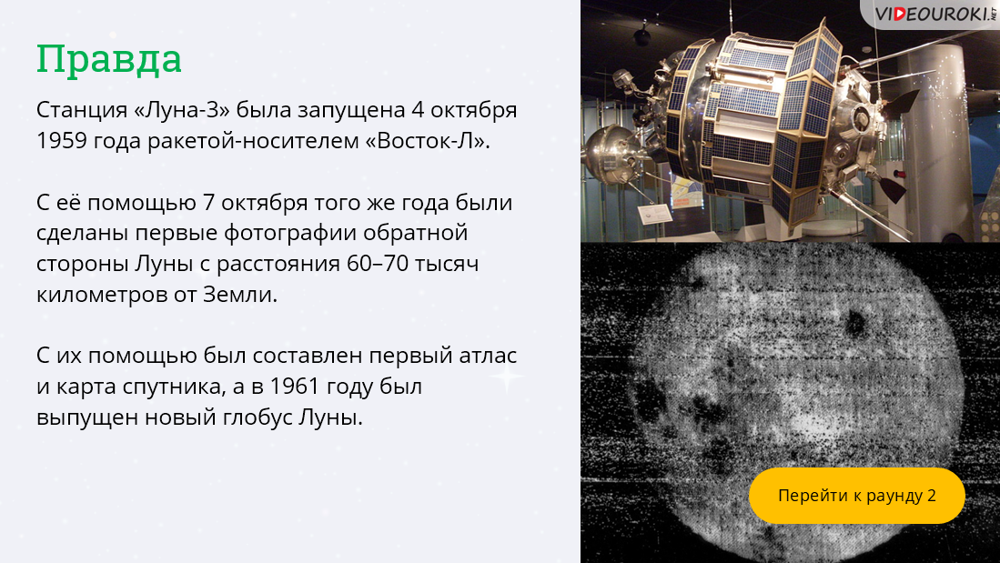 VIDEOUROKI.NET
Правда
Станция «Луна-3» была запущена 4 октября
1959 года ракетой-носителем «Восток-Л».
С её помощью 7 октября того же года были
сделаны первые фотографии обратной
стороны Луны с расстояния 60–70 тысяч
километров от Земли.
С их помощью был составлен первый атлас
и карта спутника, а в 1961 году был
выпущен новый глобус Луны.
Перейти к раунду 2